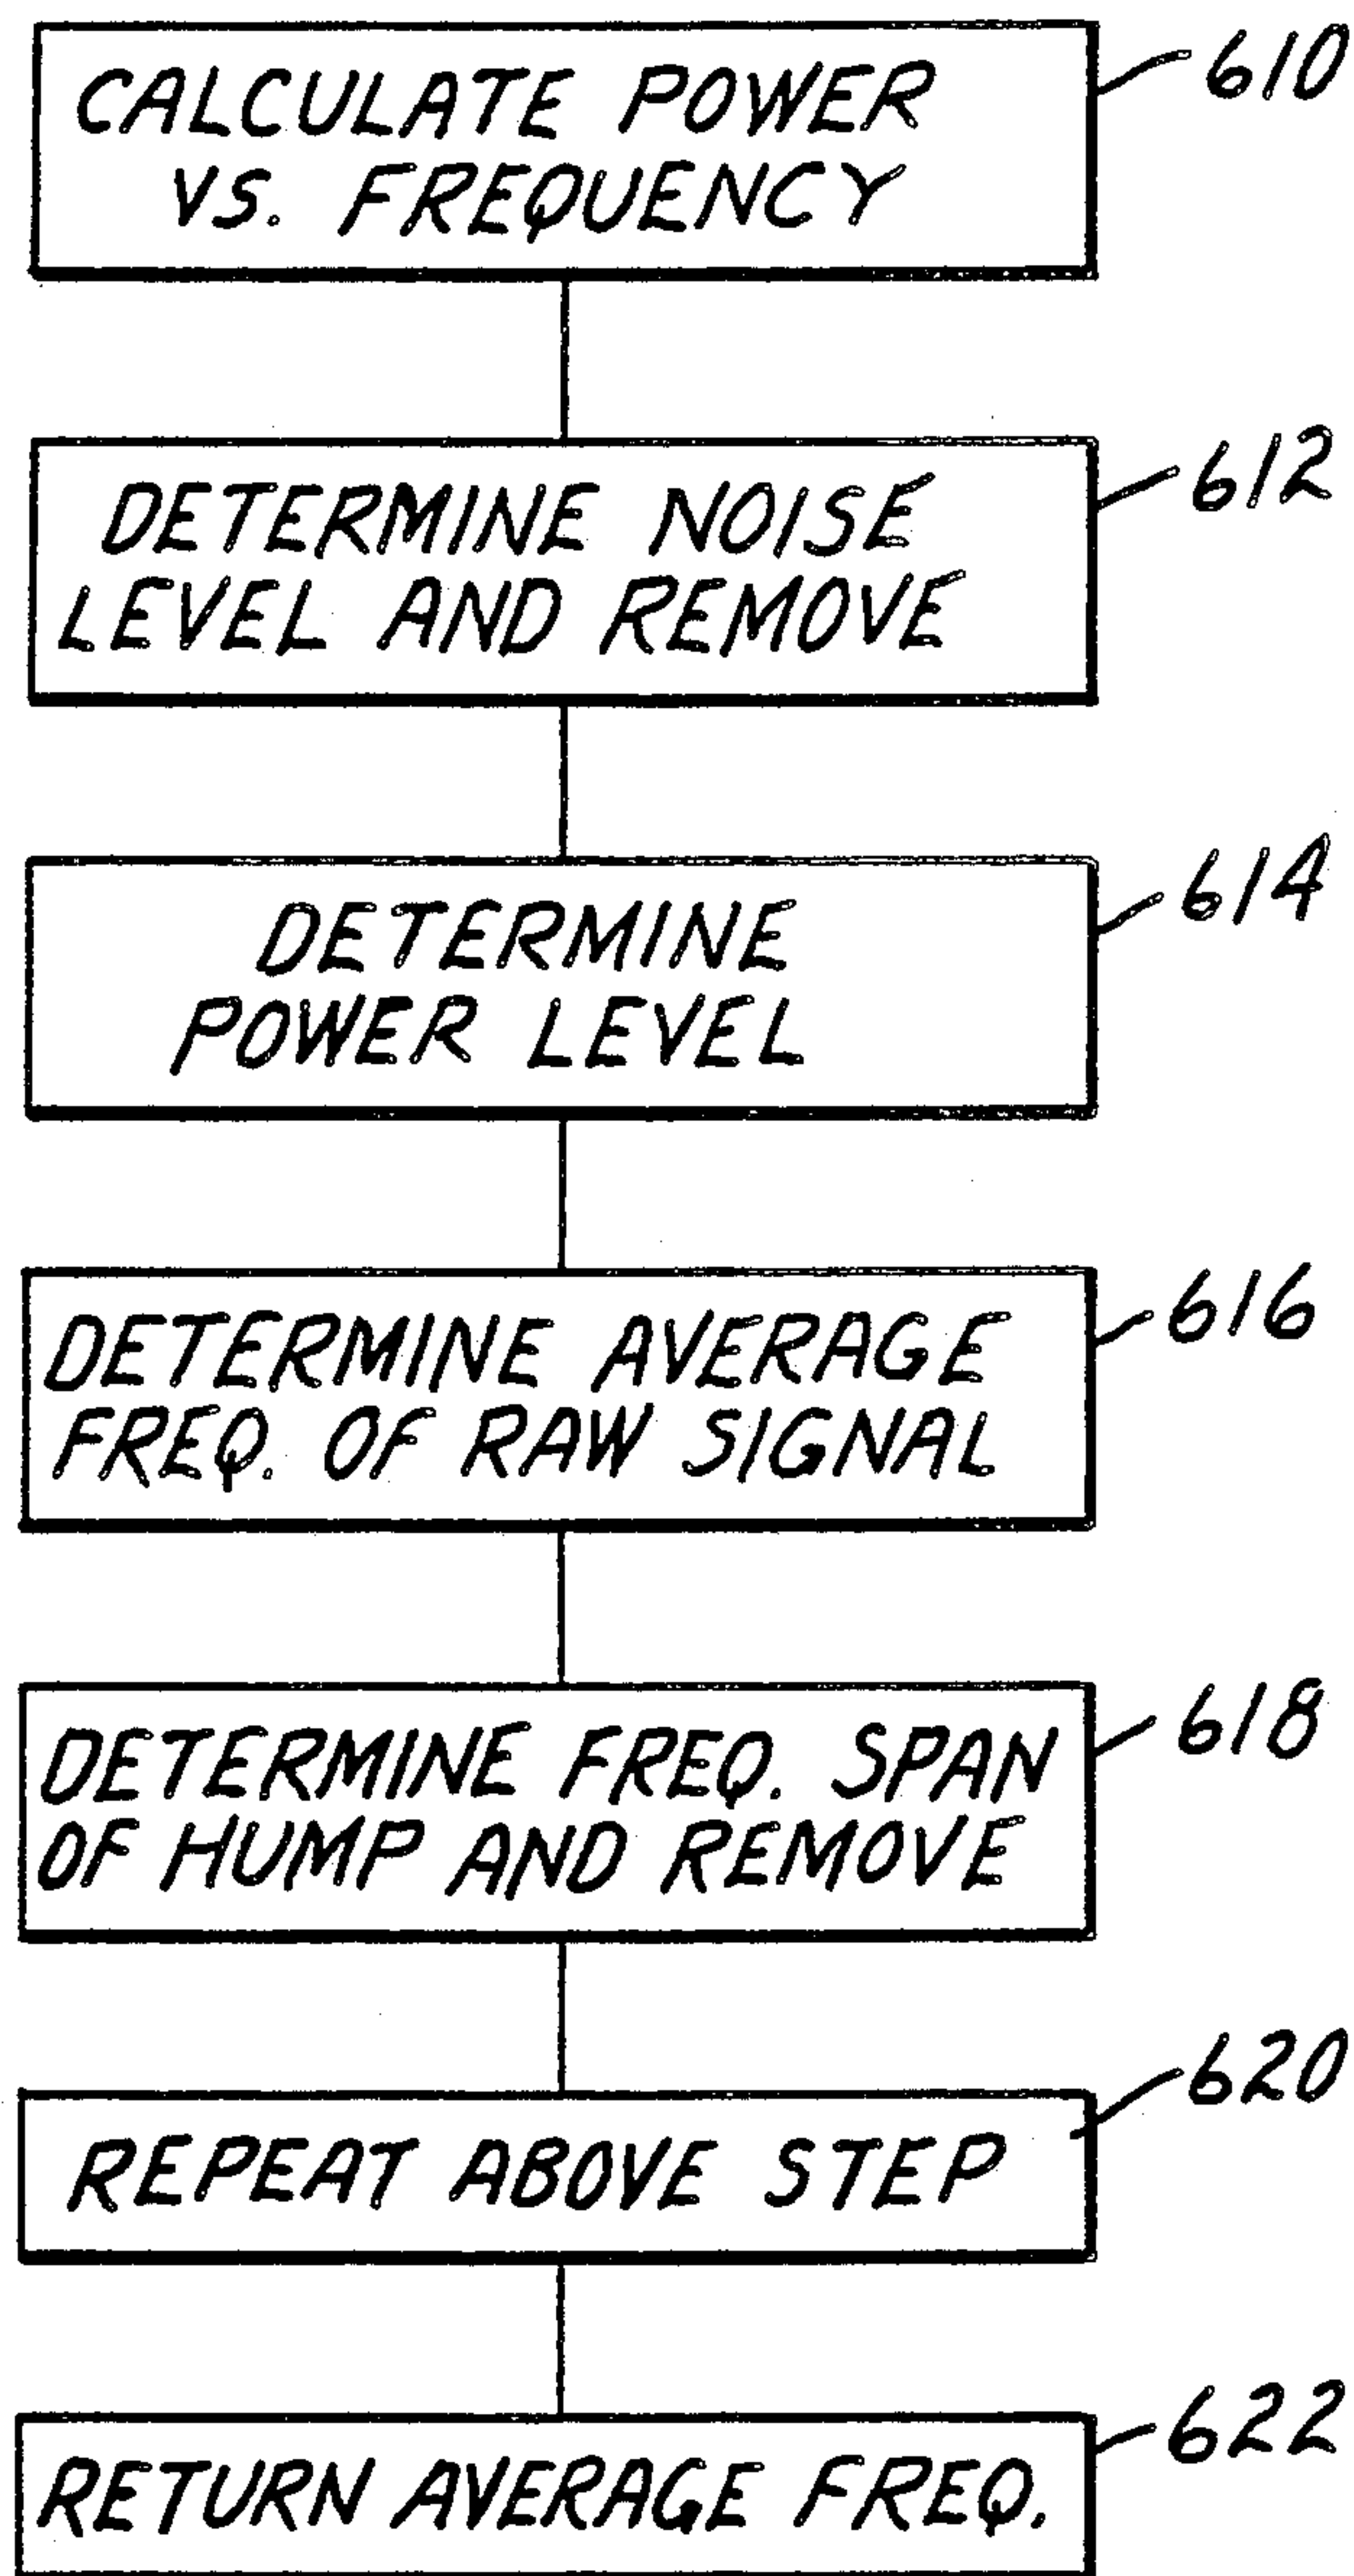 CALCULATE POWER
VS. FREQUENCY
610
DETERMINE NOISE
LEVEL AND REMOVE
612
DETERMINE
POWER LEVEL
614
DETERMINE AVERAGE
FREQ. OF RAW SIGNAL
616
DETERMINE FREQ. SPAN
OF HUMP AND REMOVE
618
REPEAT ABOVE STEP
620
RETURN AVERAGE FREQ.
622